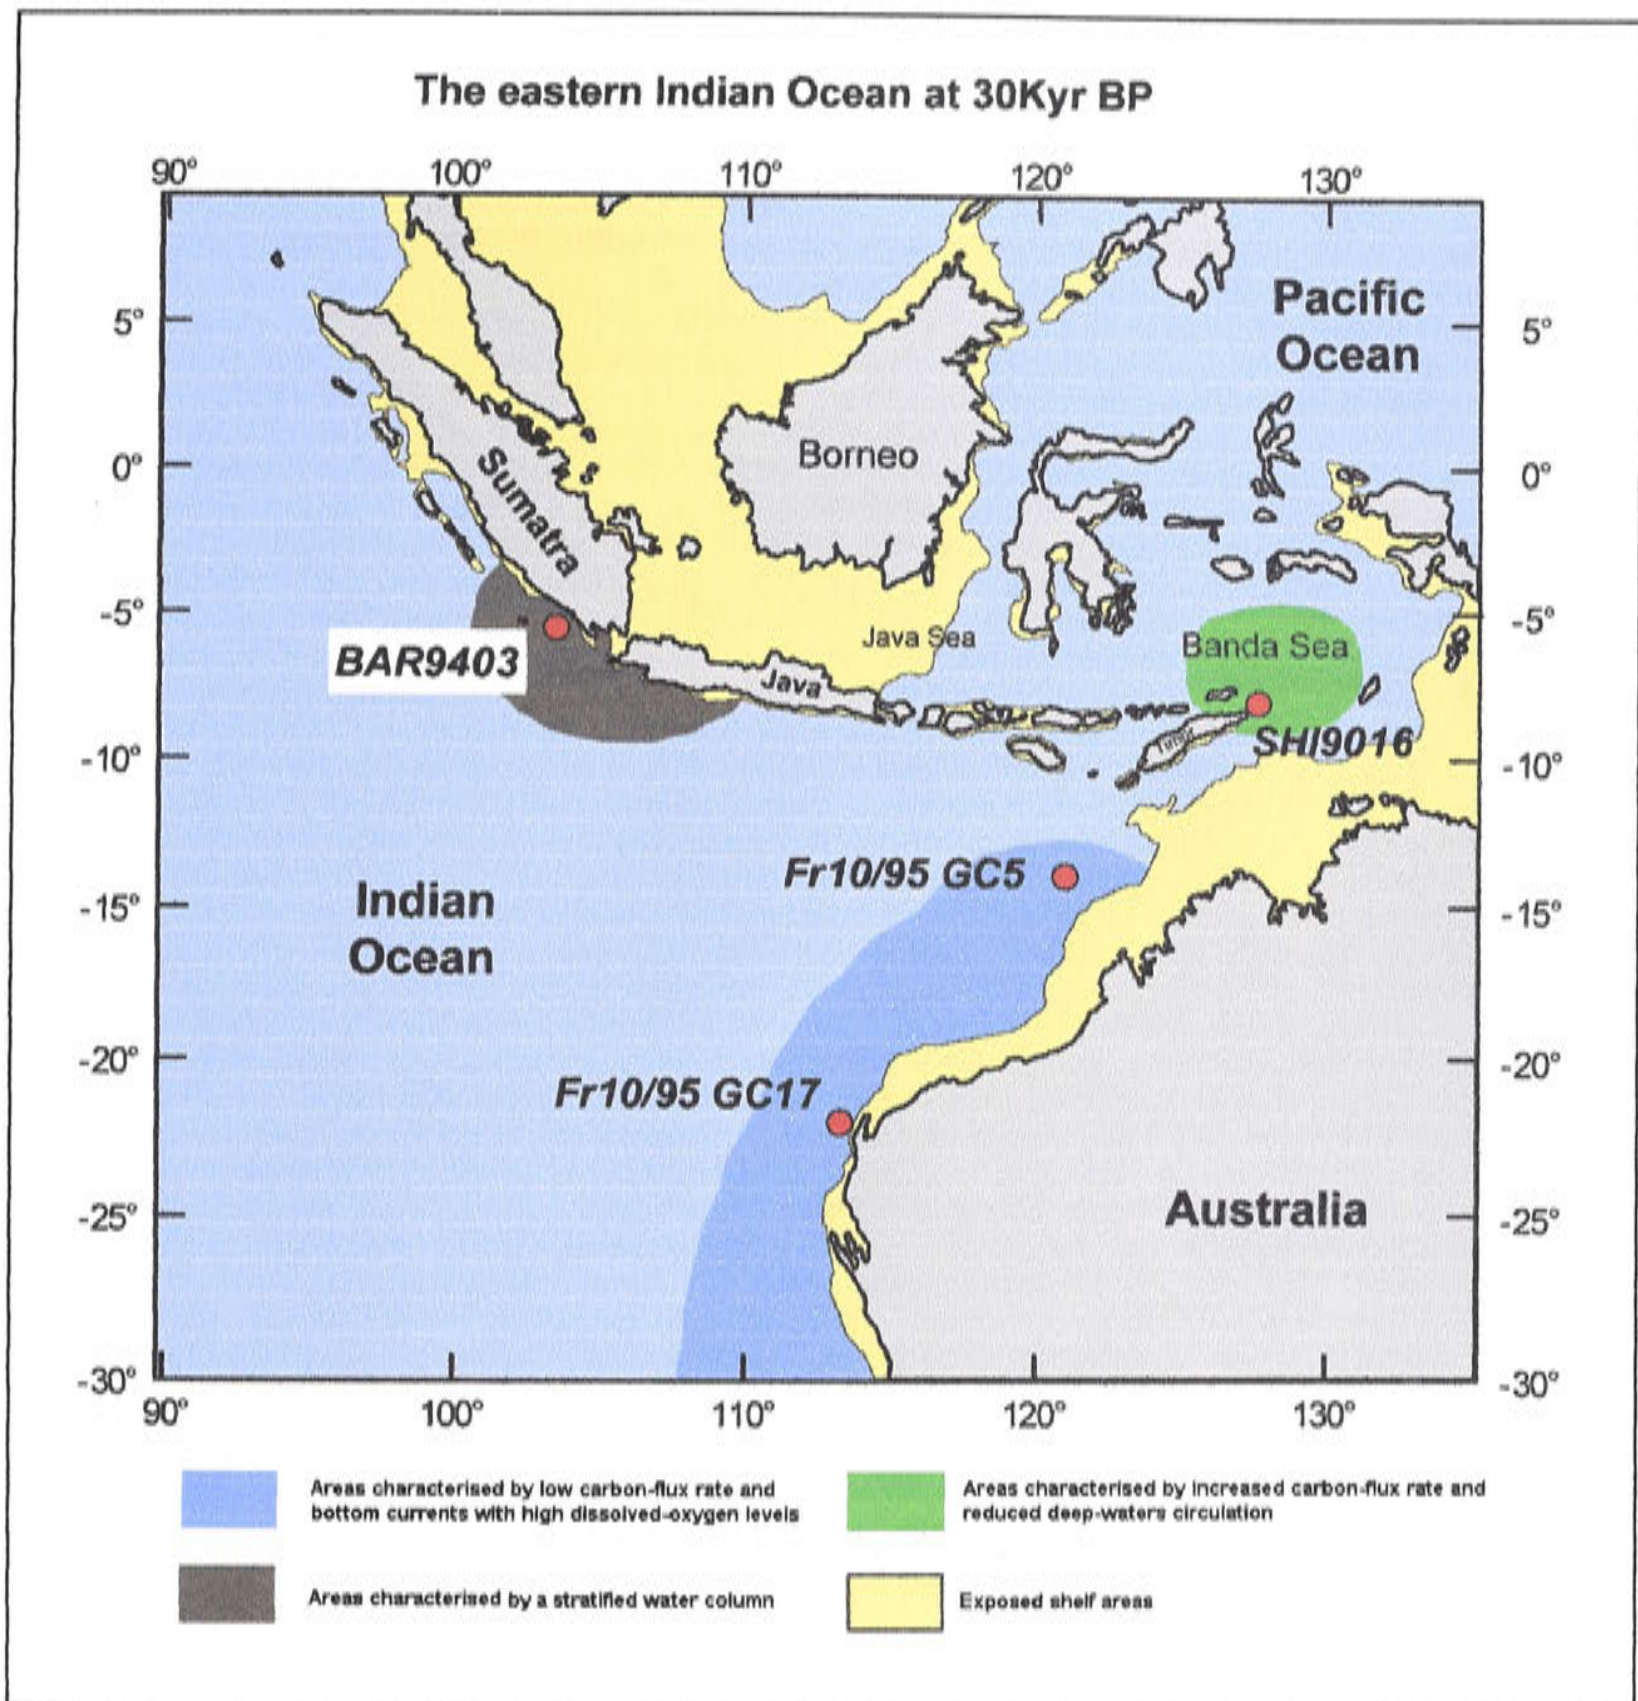 The eastern Indian Ocean at 30Kyr BP
90° 100° 110° 120° 130°
Pacific
Ocean
5° 5°
Borneo
0° 0°
Sumatra
-5° -5°
Java Sea
Banda Sea
BAR9403
Java
SHI9016
Timor
-10° -10°
Fr10/95 GC5
Indian
Ocean
-15° -15°
-20° -20°
Fr10/95 GC17
Australia
-25° -25°
-30° -30°
90° 100° 110° 120° 130°
Areas characterised by low carbon-flux rate and
bottom currents with high dissolved-oxygen levels
Areas characterised by increased carbon-flux rate and
reduced deep-waters circulation
Areas characterised by a stratified water column
Exposed shelf areas